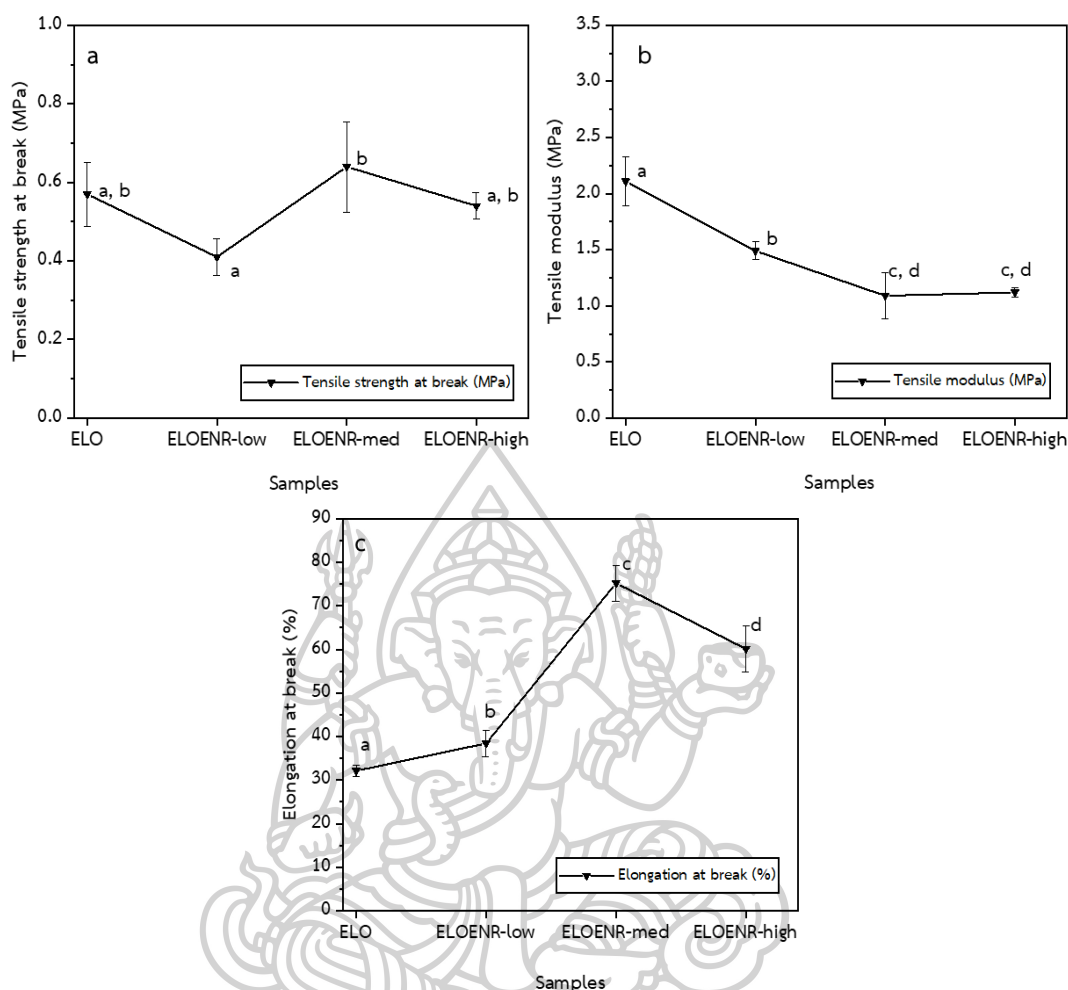 a
Tensile strength at break (MPa)
1.0
0.8
0.6
0.4
0.2
0.0
a, b
a
b
a, b
Tensile strength at break (MPa)
ELO ELOENR-low ELOENR-med ELOENR-high
Samples
b
Tensile modulus (MPa)
3.5
3.0
2.5
2.0
1.5
1.0
0.5
0.0
a
b
c, d
c, d
Tensile modulus (MPa)
ELO ELOENR-low ELOENR-med ELOENR-high
Samples
c
Elongation at break (%)
90
80
70
60
50
40
30
20
10
0
a
b
c
d
Elongation at break (%)
ELO ELOENR-low ELOENR-med ELOENR-high
Samples